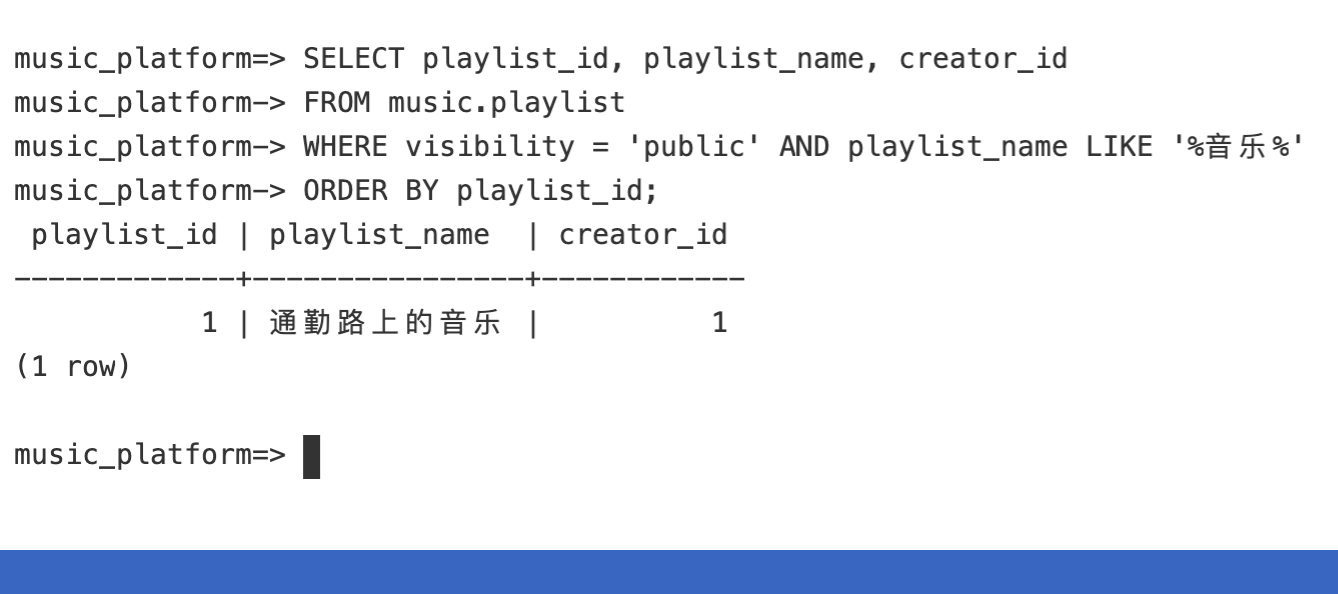 music_platform=> SELECT playlist_id, playlist_name, creator_id
music_platform-> FROM music.playlist
music_platform-> WHERE visibility = 'public' AND playlist_name LIKE '%音乐%'
music_platform-> ORDER BY playlist_id;
 playlist_id | playlist_name  | creator_id
-------------+----------------+------------
           1 | 通勤路上的音乐 |          1
(1 row)
music_platform=>